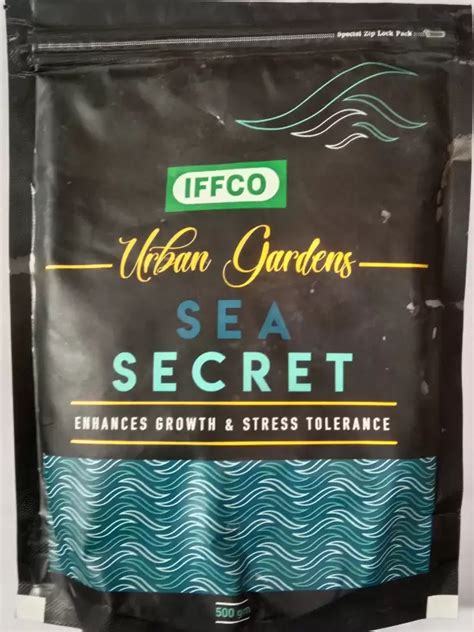 Special Zip Lock Pack
IFFCO
Urban Gardens
SEA
SECRET
ENHANCES GROWTH & STRESS TOLERANCE
500 gm